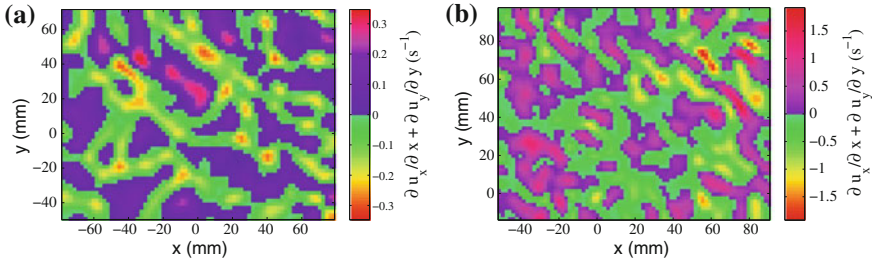 (a)
y (mm)
60
40
20
0
−20
−40
−60 −40 −20 0 20 40 60
x (mm)
0.3
0.2
0.1
0
−0.1
−0.2
−0.3
∂ u_x/∂ x + ∂ u_y/∂ y (s⁻¹)
(b)
y (mm)
80
60
40
20
0
−40 −20 0 20 40 60 80
x (mm)
1.5
1
0.5
0
−0.5
−1
−1.5
∂ u_x/∂ x + ∂ u_y/∂ y (s⁻¹)